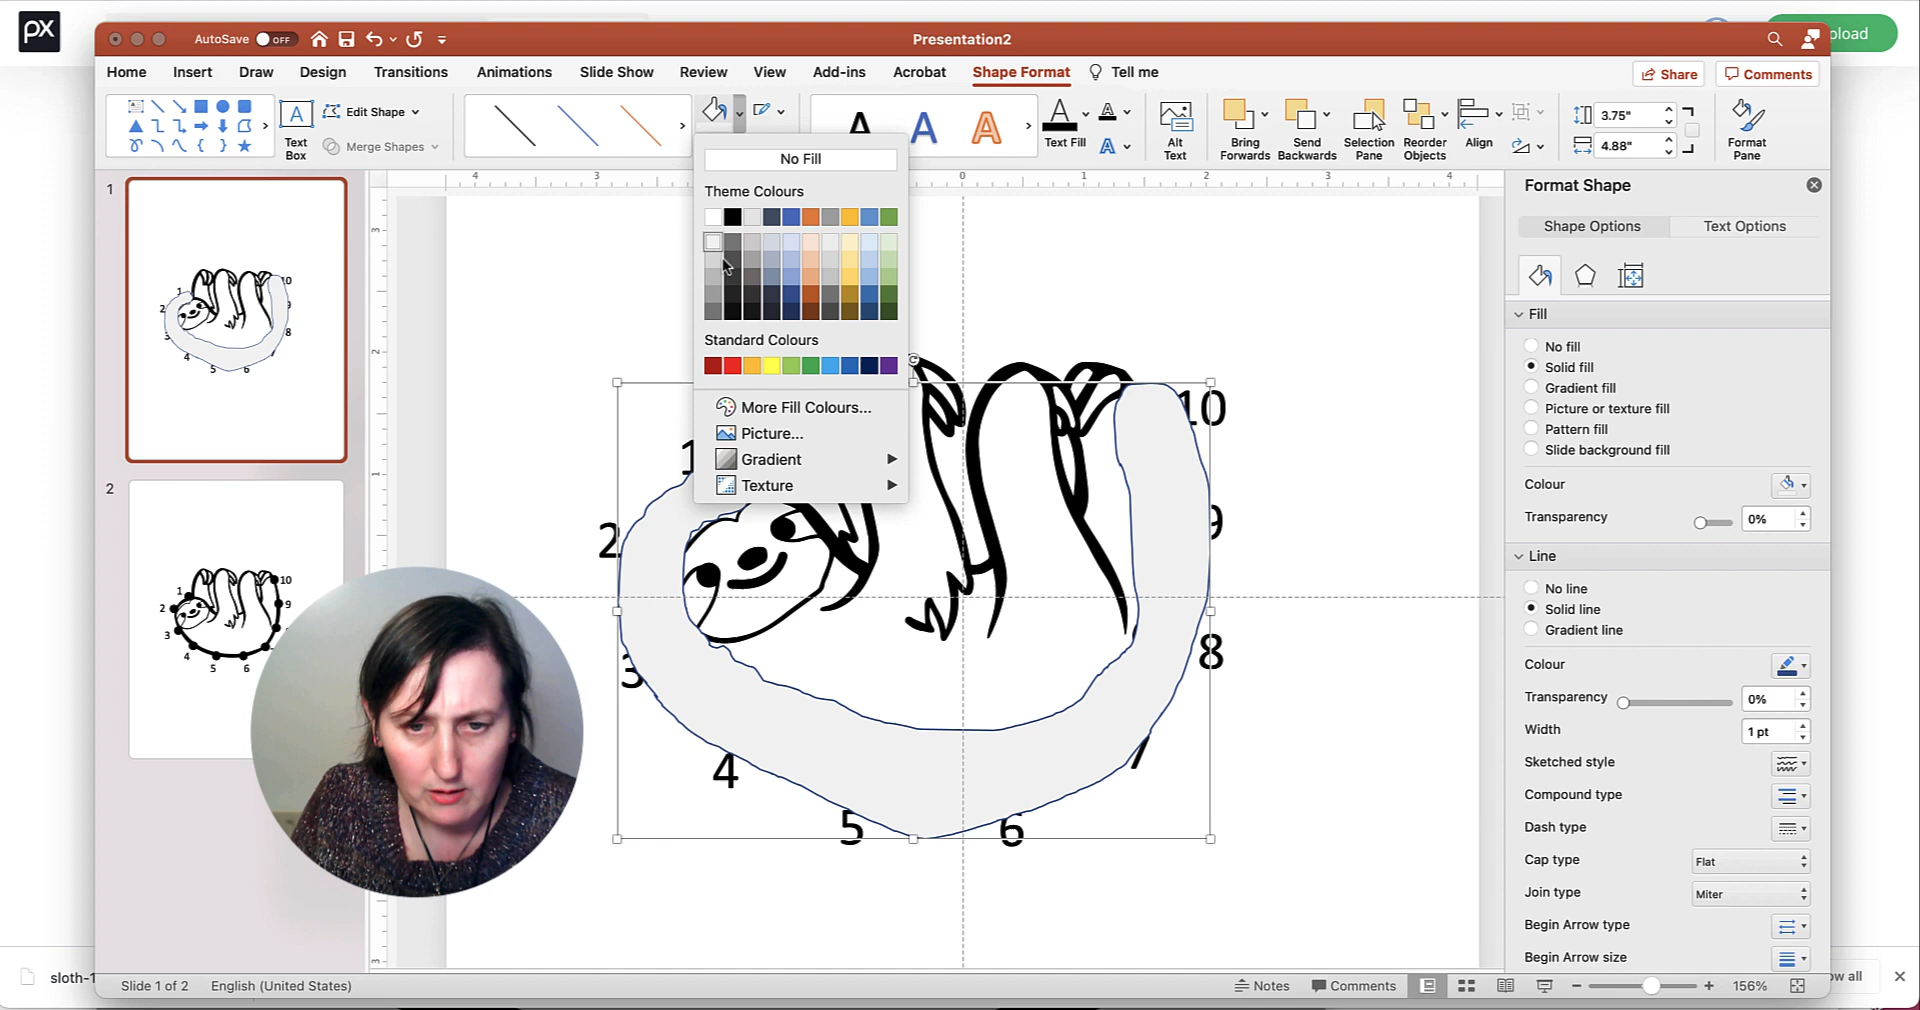 px
AutoSave OFF
Presentation2
Home Insert Draw Design Transitions Animations Slide Show Review View Add-ins Acrobat Shape Format Tell me
Share Comments
Text Box
Edit Shape
Merge Shapes
A A A
Text Fill
Alt Text
Bring Forwards
Send Backwards
Selection Pane
Reorder Objects
Align
3.75"
4.88"
Format Pane
No Fill
Theme Colours
Standard Colours
More Fill Colours...
Picture...
Gradient
Texture
1
2
10
1
2
3
4
5
6
7
8
9
10
Format Shape
Shape Options Text Options
Fill
No fill
Solid fill
Gradient fill
Picture or texture fill
Pattern fill
Slide background fill
Colour
Transparency 0%
Line
No line
Solid line
Gradient line
Colour
Transparency 0%
Width 1 pt
Sketched style
Compound type
Dash type
Cap type Flat
Join type Miter
Begin Arrow type
Begin Arrow size
sloth-1
Slide 1 of 2 English (United States)
Notes Comments 156%